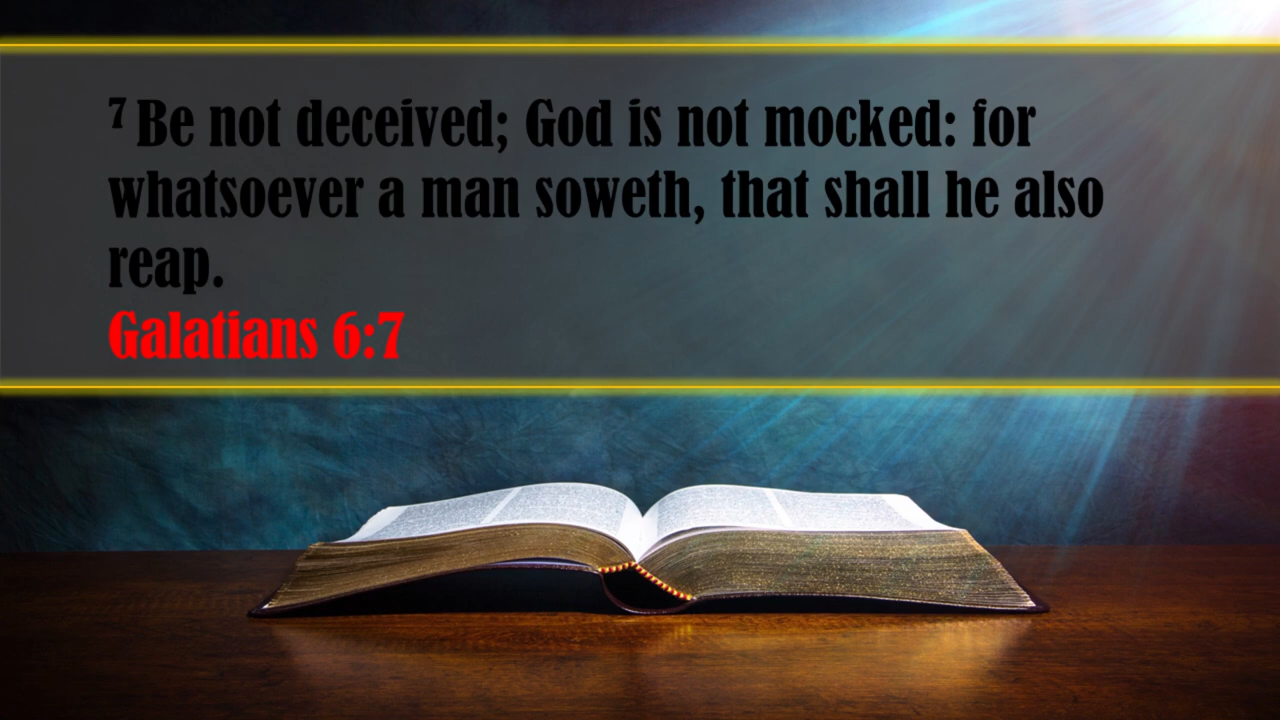 7 Be not deceived; God is not mocked: for
whatsoever a man soweth, that shall he also
reap.
Galatians 6:7